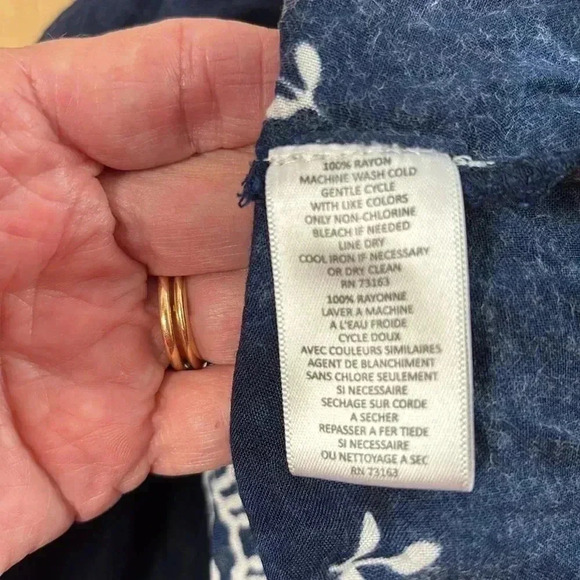 100% RAYON
MACHINE WASH COLD
GENTLE CYCLE
WITH LIKE COLORS
ONLY NON-CHLORINE
BLEACH IF NEEDED
LINE DRY
COOL IRON IF NECESSARY
OR DRY CLEAN
RN 73163
100% RAYONNE
LAVER A MACHINE
A L'EAU FROIDE
CYCLE DOUX
AVEC COULEURS SIMILAIRES
AGENT DE BLANCHIMENT
SANS CHLORE SEULEMENT
SI NECESSAIRE
SECHAGE SUR CORDE
A SECHER
REPASSER A FER TIEDE
SI NECESSAIRE
OU NETTOYAGE A SEC
RN 73163